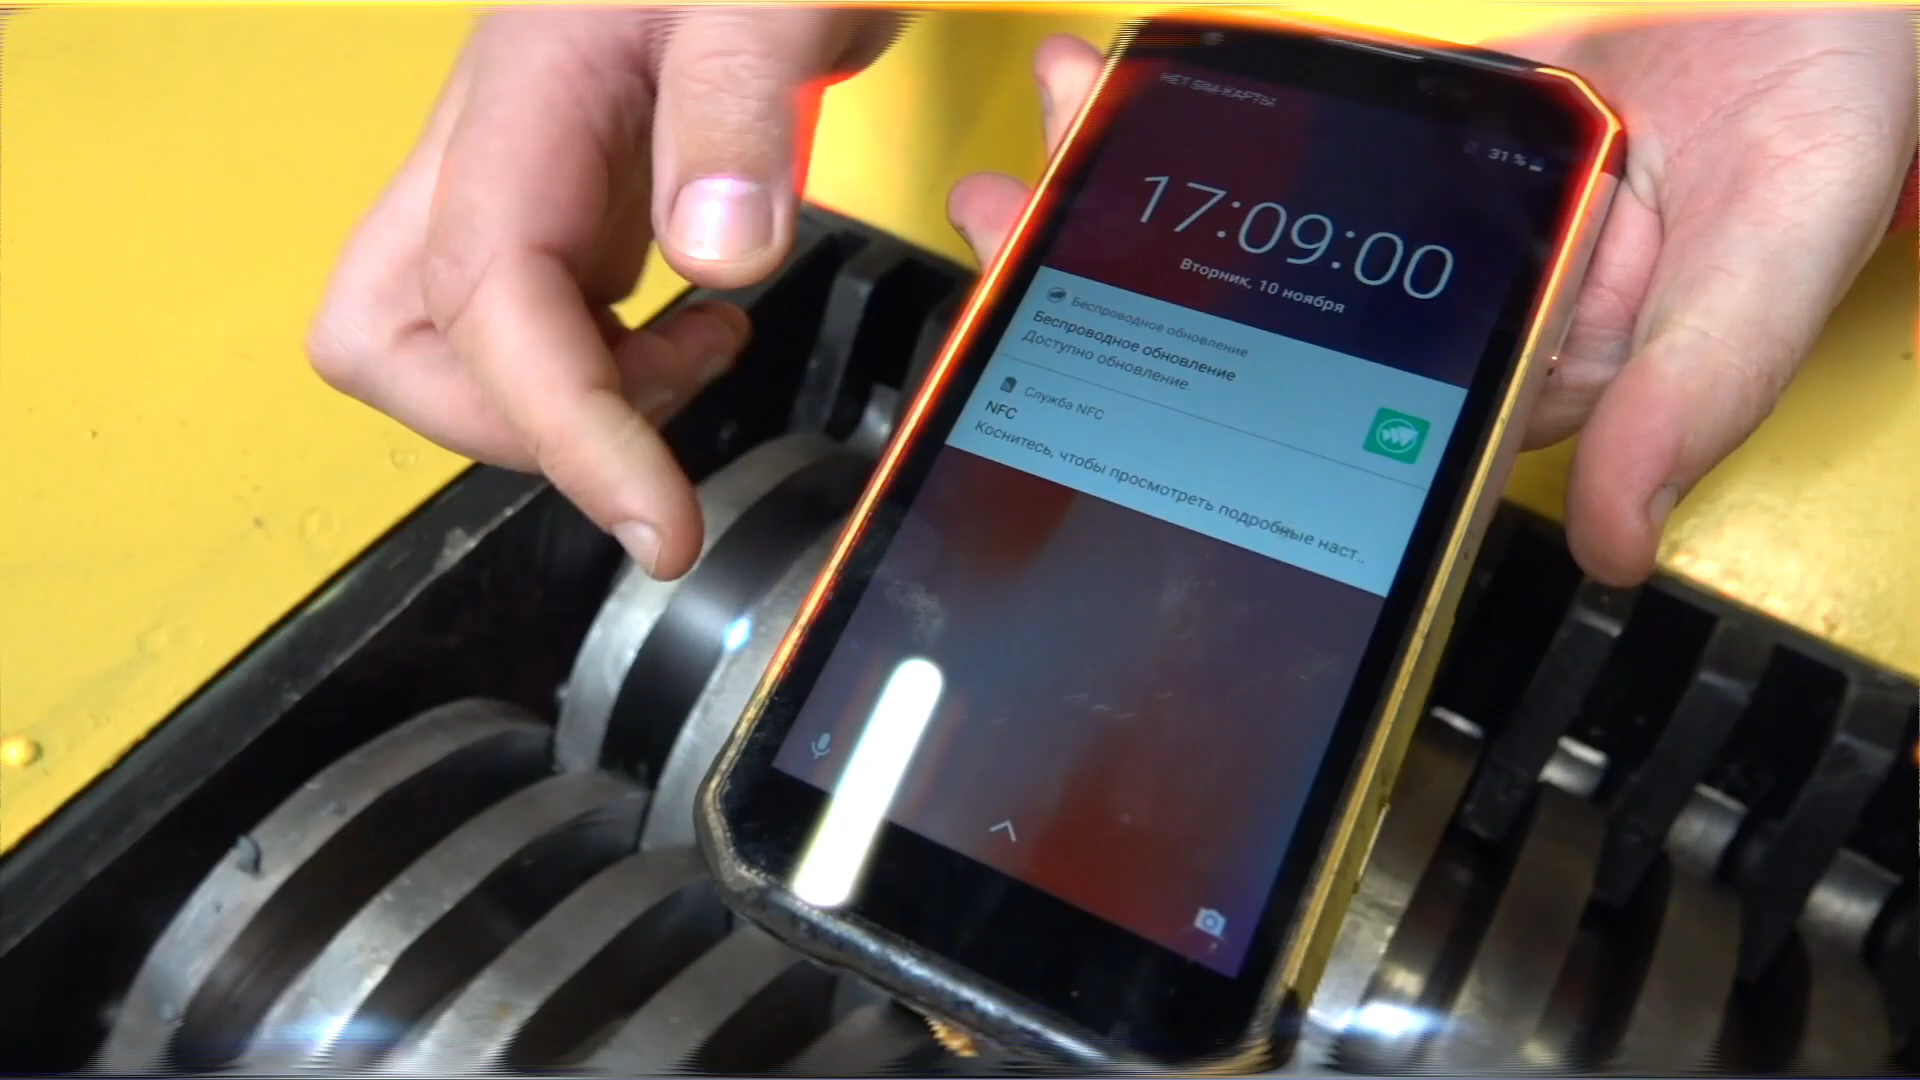 НЕТ SIM-КАРТЫ
31 %
17:09:00
Вторник, 10 ноября
Беспроводное обновление
Беспроводное обновление
Доступно обновление.
Служба NFC
NFC
Коснитесь, чтобы просмотреть подробные наст..